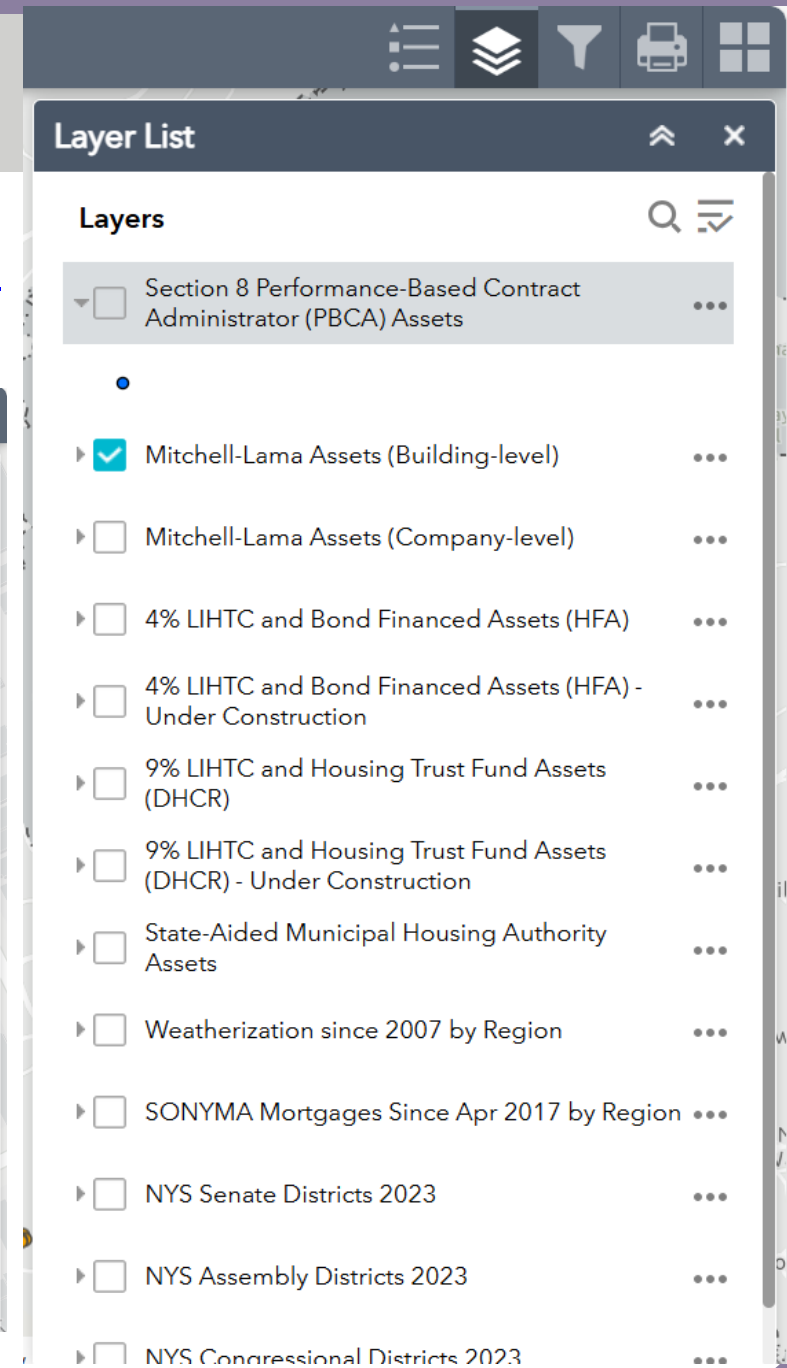 Layer List
Layers
Section 8 Performance-Based Contract
Administrator (PBCA) Assets
Mitchell-Lama Assets (Building-level)
Mitchell-Lama Assets (Company-level)
4% LIHTC and Bond Financed Assets (HFA)
4% LIHTC and Bond Financed Assets (HFA) -
Under Construction
9% LIHTC and Housing Trust Fund Assets
(DHCR)
9% LIHTC and Housing Trust Fund Assets
(DHCR) - Under Construction
State-Aided Municipal Housing Authority
Assets
Weatherization since 2007 by Region
SONYMA Mortgages Since Apr 2017 by Region
NYS Senate Districts 2023
NYS Assembly Districts 2023
NYS Congressional Districts 2023